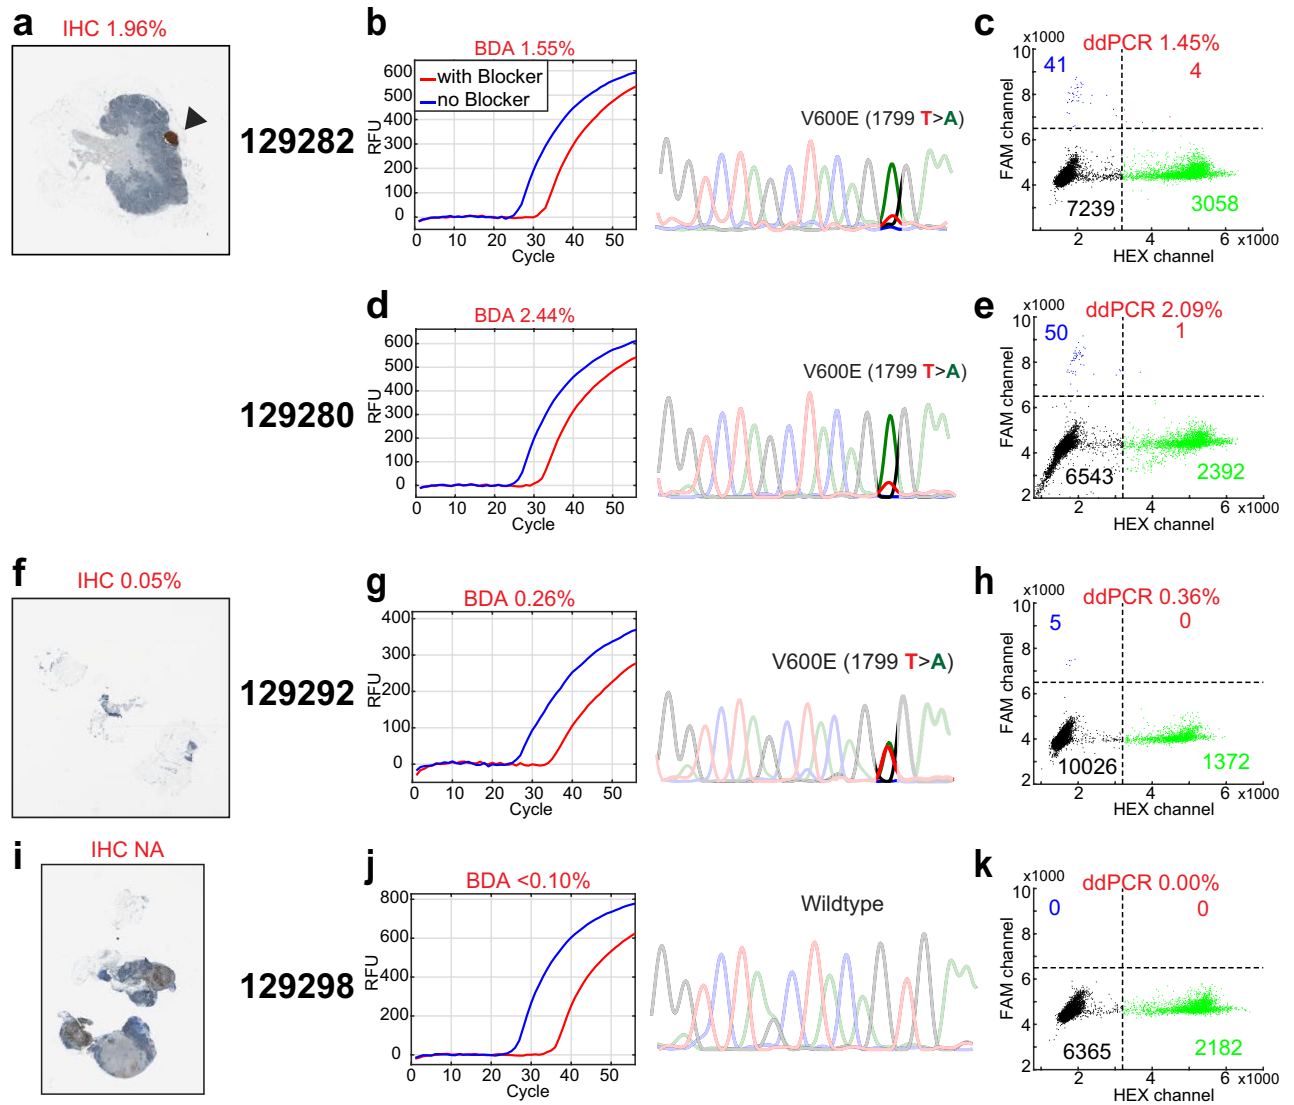 a
IHC 1.96%
129282
b
BDA 1.55%
with Blocker
no Blocker
RFU
600
500
400
300
200
100
0
0 10 20 30 40 50
Cycle
V600E (1799 T>A)
c
x1000
ddPCR 1.45%
10
8
6
4
FAM channel
41
4
7239
3058
2 4 6 x1000
HEX channel
129280
d
BDA 2.44%
RFU
600
500
400
300
200
100
0
0 10 20 30 40 50
Cycle
V600E (1799 T>A)
e
x1000
ddPCR 2.09%
10
8
6
4
2
FAM channel
50
1
6543
2392
2 4 6 x1000
HEX channel
f
IHC 0.05%
129292
g
BDA 0.26%
RFU
400
300
200
100
0
0 10 20 30 40 50
Cycle
V600E (1799 T>A)
h
x1000
ddPCR 0.36%
10
8
6
4
2
FAM channel
5
0
10026
1372
2 4 6 x1000
HEX channel
i
IHC NA
129298
j
BDA <0.10%
RFU
800
600
400
200
0
0 10 20 30 40 50
Cycle
Wildtype
k
x1000
ddPCR 0.00%
10
8
6
4
2
FAM channel
0
0
6365
2182
2 4 6 x1000
HEX channel